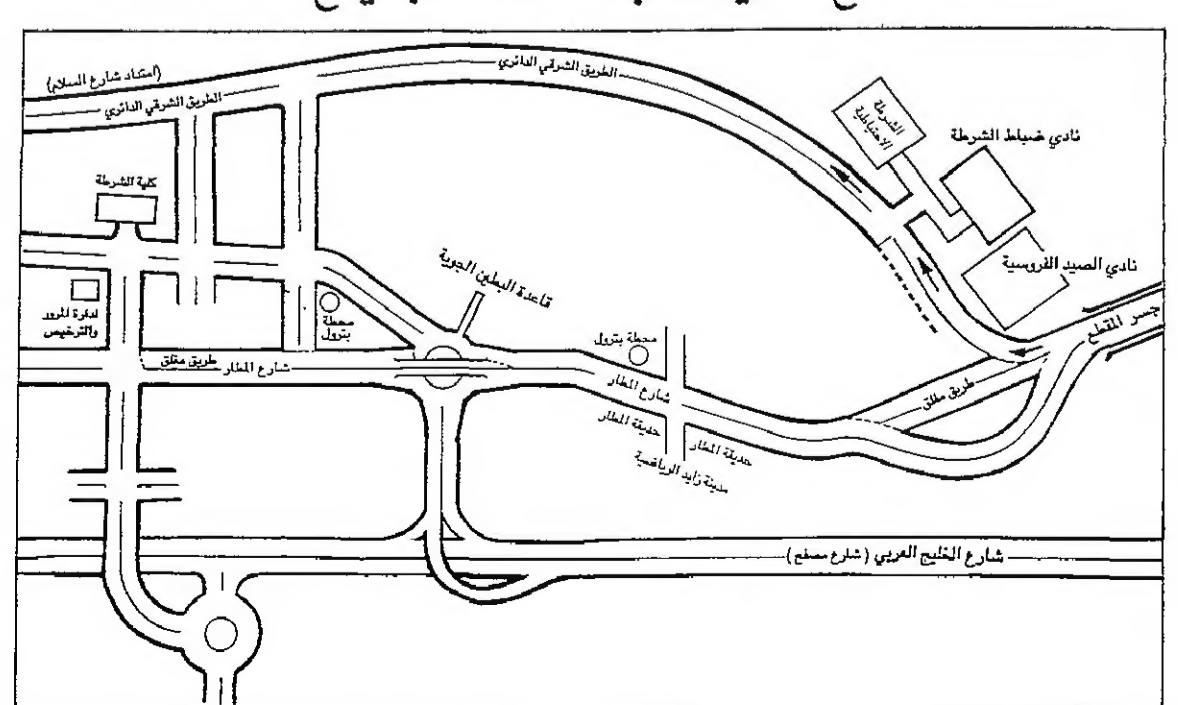 (امتداد شارع السلام)
الطريق الشرقي الدائري
الطريق الشرقي الدائري
الشرطة
الاحتياطية
نادي ضباط الشرطة
نادي الصيد الفروسية
جسر المقطع
كلية الشرطة
قاعدة البطين الجوية
ادارة المرور
والترخيص
محطة
بترول
محطة بترول
طريق مغلق
شارع المطار
شارع المطار
طريق مغلق
حديقة المطار
حديقة المطار
مدينة زايد الرياضية
شارع الخليج العربي ( شارع مصفح )